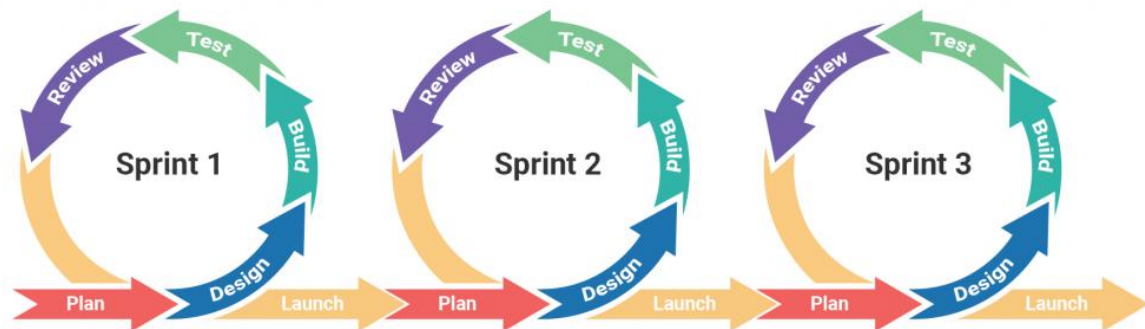 Test
Review
Build
Sprint 1
Design
Plan
Launch
Test
Review
Build
Sprint 2
Design
Plan
Launch
Test
Review
Build
Sprint 3
Design
Plan
Launch